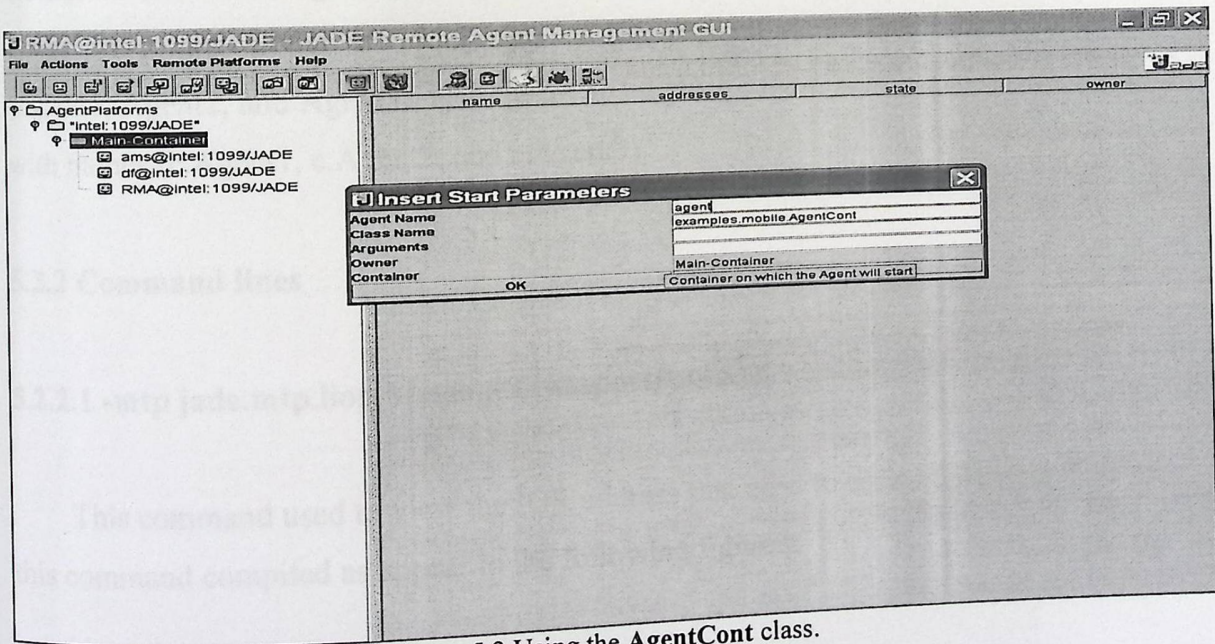 RMA@intel:1099/JADE - JADE Remote Agent Management GUI
File Actions Tools Remote Platforms Help
Jade
AgentPlatforms
"intel:1099/JADE"
Main-Container
ams@intel:1099/JADE
df@intel:1099/JADE
RMA@intel:1099/JADE
name addresses state owner
Insert Start Parameters
Agent Name agent
Class Name examples.mobile.AgentCont
Arguments
Owner
Container Main-Container
OK Container on which the Agent will start
5.2.2 Command lines
This command used
this command compiled
Using the AgentCont class.